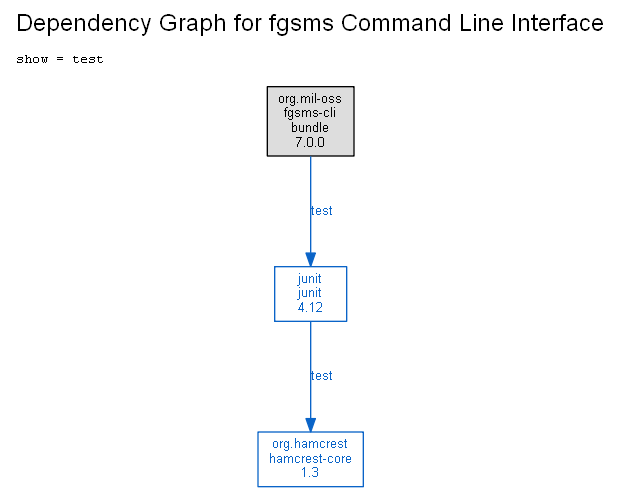 Dependency Graph for fgsms Command Line Interface
show = test
org.mil-oss
fgsms-cli
bundle
7.0.0
test
junit
junit
4.12
test
org.hamcrest
hamcrest-core
1.3